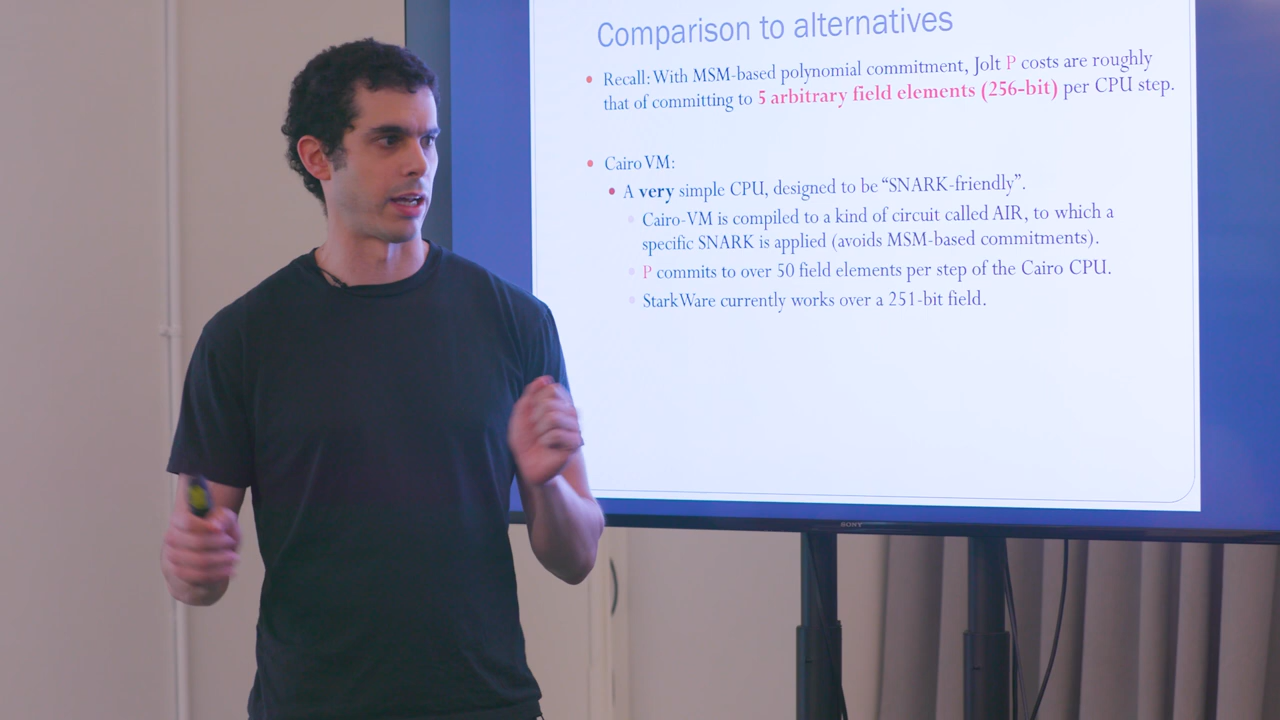 Comparison to alternatives
• Recall: With MSM-based polynomial commitment, Jolt P costs are roughly
that of committing to 5 arbitrary field elements (256-bit) per CPU step.
• Cairo VM:
• A very simple CPU, designed to be “SNARK-friendly”.
Cairo-VM is compiled to a kind of circuit called AIR, to which a
specific SNARK is applied (avoids MSM-based commitments).
P commits to over 50 field elements per step of the Cairo CPU.
StarkWare currently works over a 251-bit field.
SONY